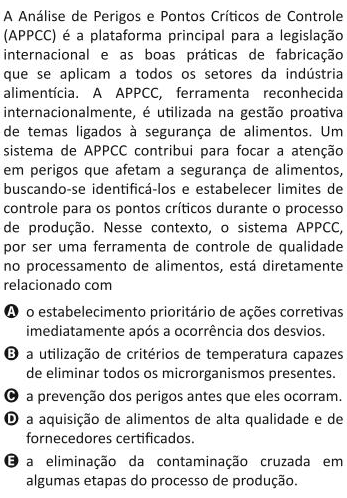 A Análise de Perigos e Pontos Críticos de Controle
(APPCC) é a plataforma principal para a legislação
internacional e as boas práticas de fabricação
que se aplicam a todos os setores da indústria
alimentícia. A APPCC, ferramenta reconhecida
internacionalmente, é utilizada na gestão proativa
de temas ligados à segurança de alimentos. Um
sistema de APPCC contribui para focar a atenção
em perigos que afetam a segurança de alimentos,
buscando-se identificá-los e estabelecer limites de
controle para os pontos críticos durante o processo
de produção. Nesse contexto, o sistema APPCC,
por ser uma ferramenta de controle de qualidade
no processamento de alimentos, está diretamente
relacionado com
A o estabelecimento prioritário de ações corretivas
imediatamente após a ocorrência dos desvios.
B a utilização de critérios de temperatura capazes
de eliminar todos os microrganismos presentes.
C a prevenção dos perigos antes que eles ocorram.
D a aquisição de alimentos de alta qualidade e de
fornecedores certificados.
E a eliminação da contaminação cruzada em
algumas etapas do processo de produção.